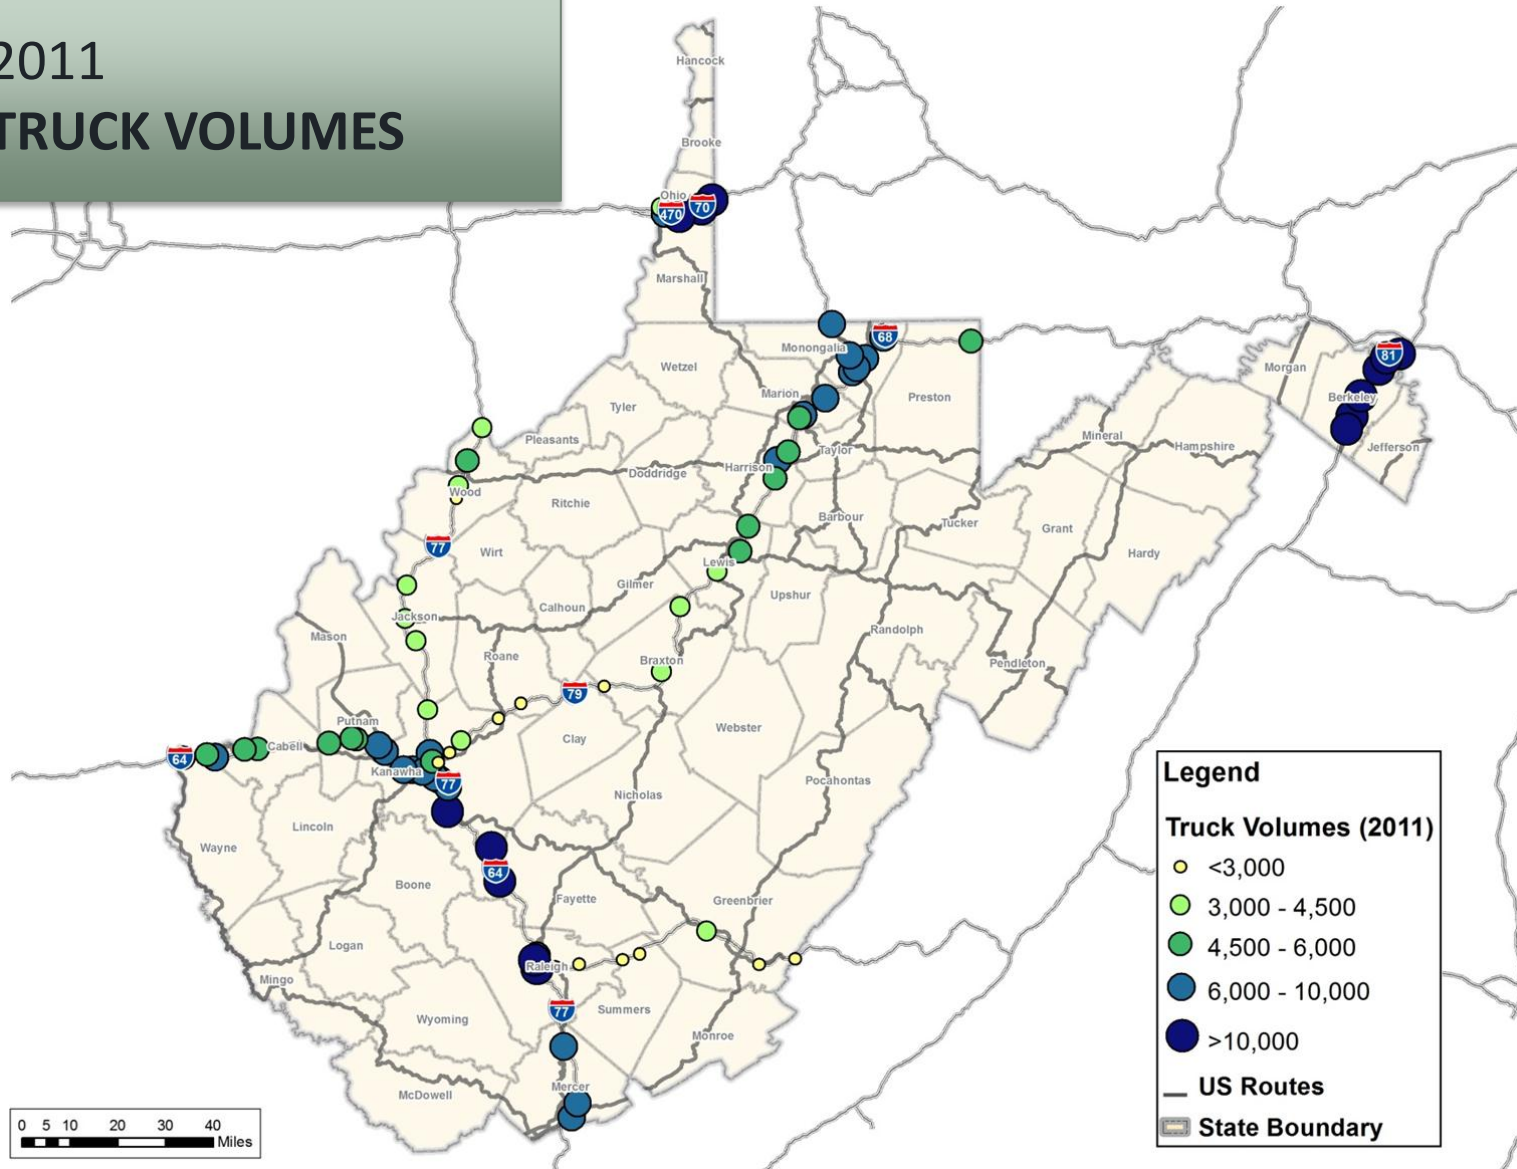 2011
TRUCK VOLUMES
Hancock
Brooke
Ohio
470
70
Marshall
68
Monongalia
81
Morgan
Wetzel
Marion
Preston
Berkeley
Tyler
Pleasants
Mineral
Hampshire
Jefferson
Taylor
Harrison
Doddridge
Wood
Ritchie
Barbour
Tucker
Grant
77
Wirt
Hardy
Lewis
Gilmer
Upshur
Calhoun
Jackson
Randolph
Mason
Roane
Braxton
Pendleton
79
Putnam
Webster
Clay
Cabell
64
Kanawha
77
Pocahontas
Nicholas
Lincoln
Wayne
64
Boone
Fayette
Greenbrier
Logan
Raleigh
Mingo
77
Summers
Wyoming
Monroe
Mercer
McDowell
Legend
Truck Volumes (2011)
<3,000
3,000 - 4,500
4,500 - 6,000
6,000 - 10,000
>10,000
US Routes
State Boundary
0 5 10 20 30 40
Miles